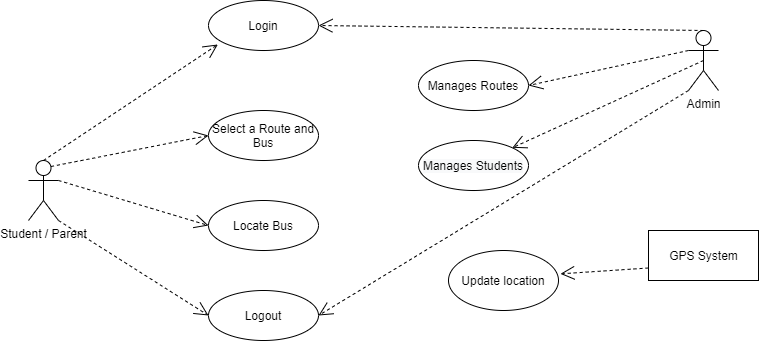 Login
Manages Routes
Admin
Select a Route and
Bus
Manages Students
Student / Parent
Locate Bus
GPS System
Update location
Logout